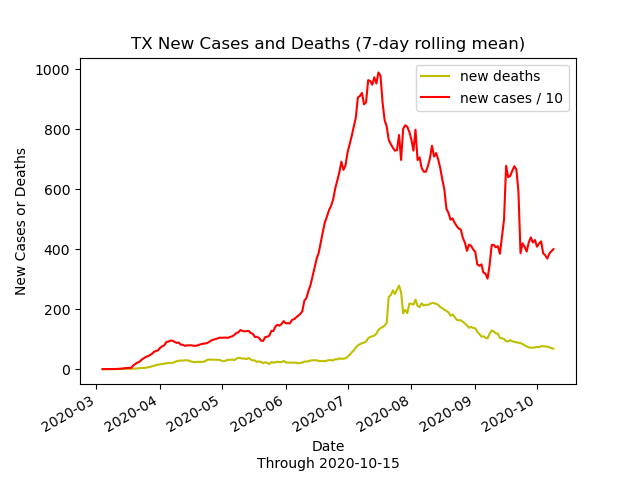 TX New Cases and Deaths (7-day rolling mean)
new deaths
new cases / 10
1000
800
600
400
200
0
New Cases or Deaths
2020-03
2020-04
2020-05
2020-06
2020-07
2020-08
2020-09
2020-10
Date
Through 2020-10-15